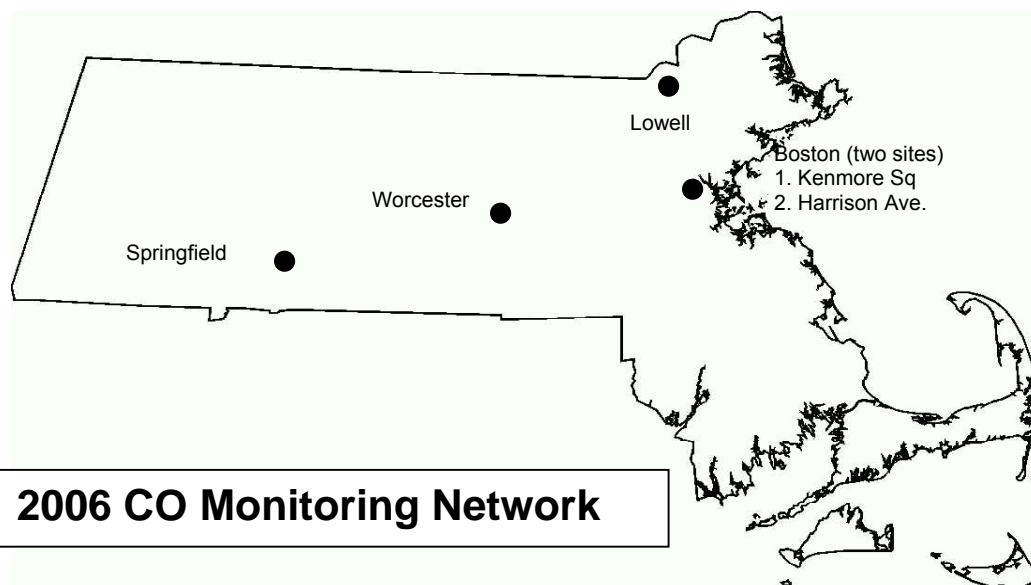 Lowell
Boston (two sites)
1. Kenmore Sq
2. Harrison Ave.
Worcester
Springfield
2006 CO Monitoring Network